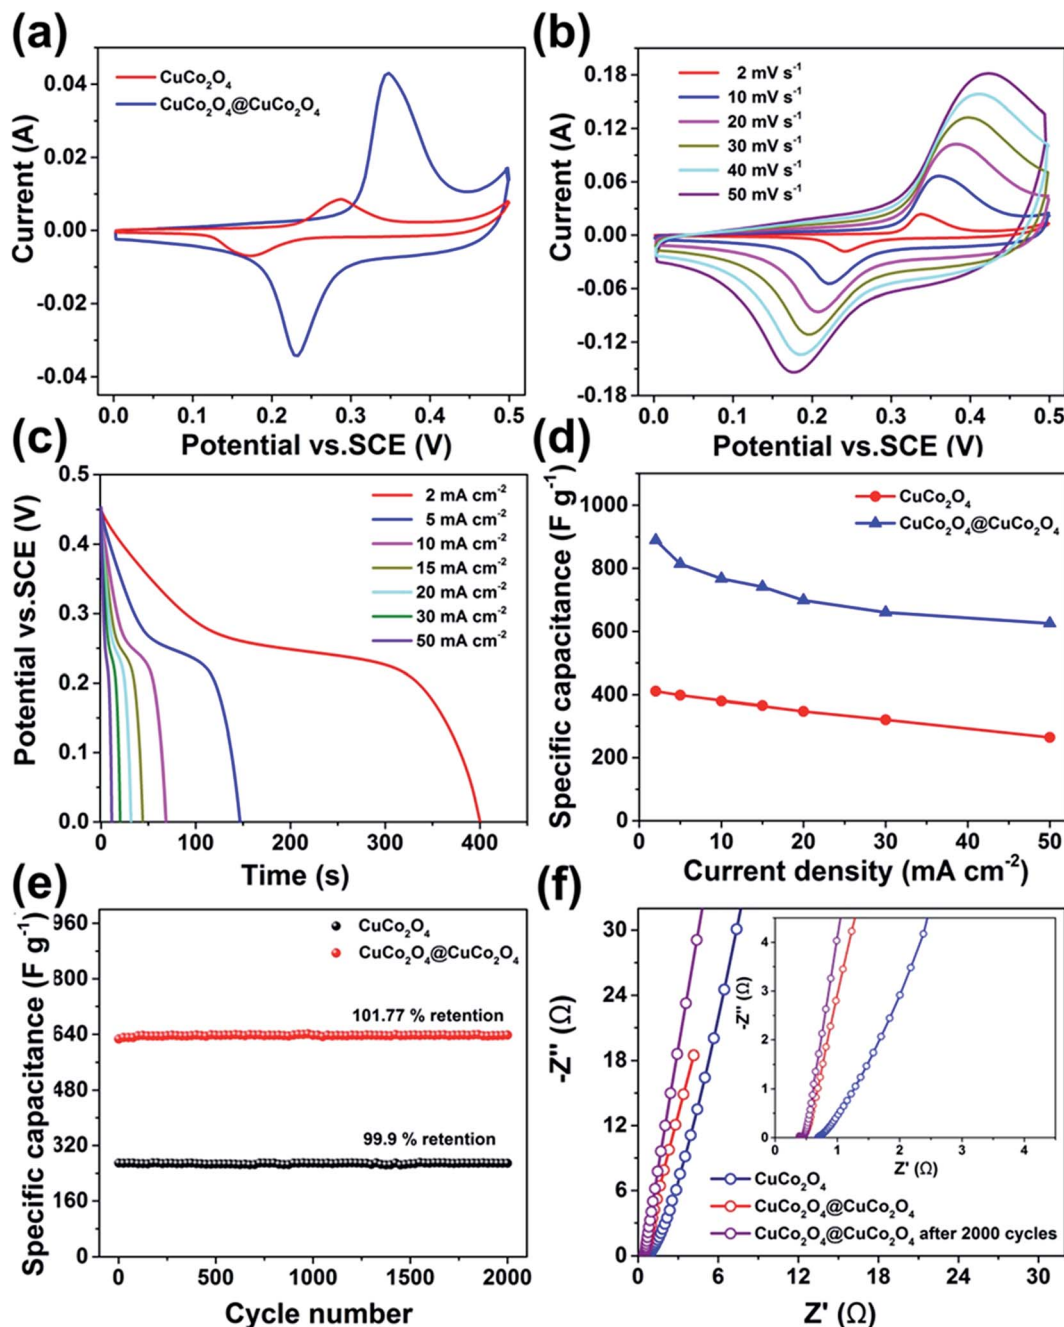 (a)
CuCo₂O₄
CuCo₂O₄@CuCo₂O₄
0.04
0.02
0.00
-0.02
-0.04
Current (A)
0.0 0.1 0.2 0.3 0.4 0.5
Potential vs.SCE (V)
(b)
2 mV s⁻¹
10 mV s⁻¹
20 mV s⁻¹
30 mV s⁻¹
40 mV s⁻¹
50 mV s⁻¹
0.18
0.12
0.06
0.00
-0.06
-0.12
-0.18
Current (A)
0.0 0.1 0.2 0.3 0.4 0.5
Potential vs.SCE (V)
(c)
2 mA cm⁻²
5 mA cm⁻²
10 mA cm⁻²
15 mA cm⁻²
20 mA cm⁻²
30 mA cm⁻²
50 mA cm⁻²
0.5
0.4
0.3
0.2
0.1
0.0
Potential vs.SCE (V)
0 100 200 300 400
Time (s)
(d)
CuCo₂O₄
CuCo₂O₄@CuCo₂O₄
1000
800
600
400
200
0
Specific capacitance (F g⁻¹)
0 10 20 30 40 50
Current density (mA cm⁻²)
(e)
CuCo₂O₄
CuCo₂O₄@CuCo₂O₄
101.77 % retention
99.9 % retention
960
800
640
480
320
160
0
Specific capacitance (F g⁻¹)
0 500 1000 1500 2000
Cycle number
(f)
30
24
18
12
6
0
-Z" (Ω)
4
3
2
1
0
-Z" (Ω)
0 1 2 3 4
Z' (Ω)
CuCo₂O₄
CuCo₂O₄@CuCo₂O₄
CuCo₂O₄@CuCo₂O₄ after 2000 cycles
0 6 12 18 24 30
Z' (Ω)